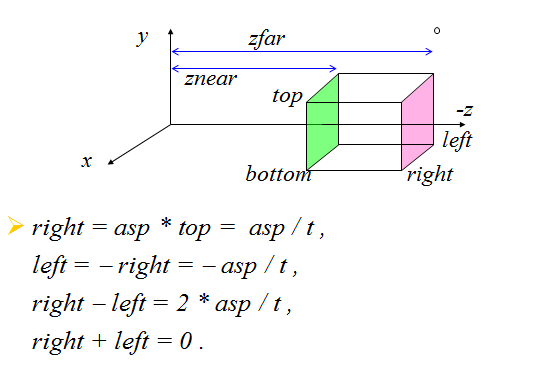 y
zfar
znear
top
-z
left
x
bottom
right
right = asp * top = asp / t ,
left = – right = – asp / t ,
right – left = 2 * asp / t ,
right + left = 0 .